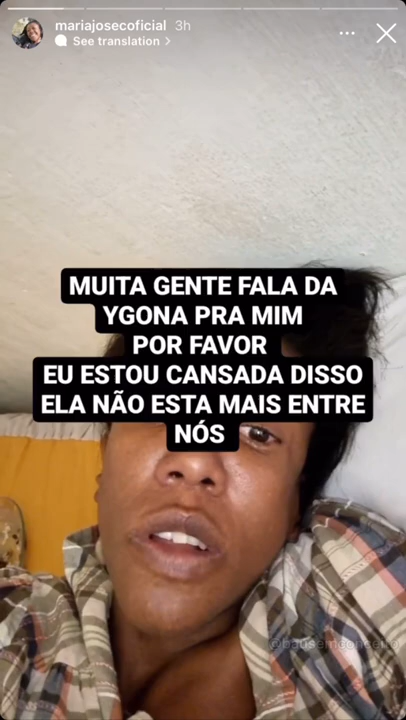 mariajosecoficial 3h
See translation >
MUITA GENTE FALA DA
YGONA PRA MIM
POR FAVOR
EU ESTOU CANSADA DISSO
ELA NÃO ESTA MAIS ENTRE
NÓS